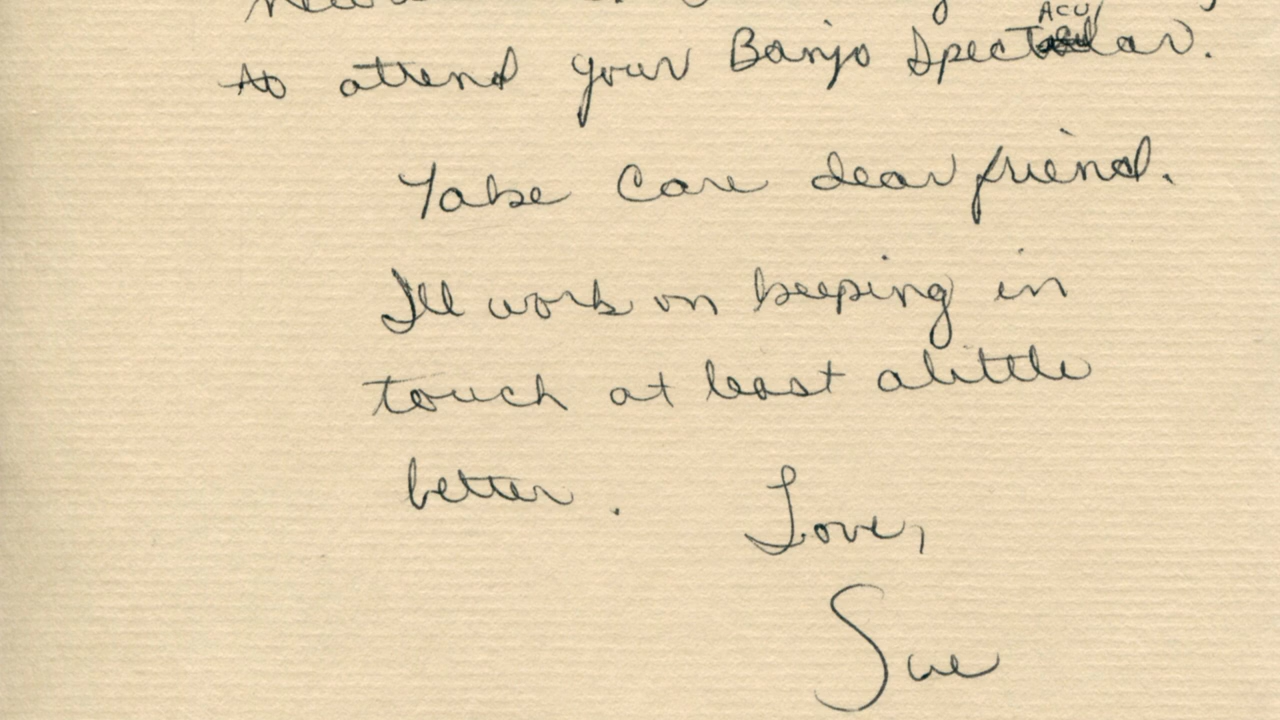 to attend your Banjo Spectacular.
Take Care dear friend.
I'll work on keeping in
touch at least alittle
better.
Love,
Sue